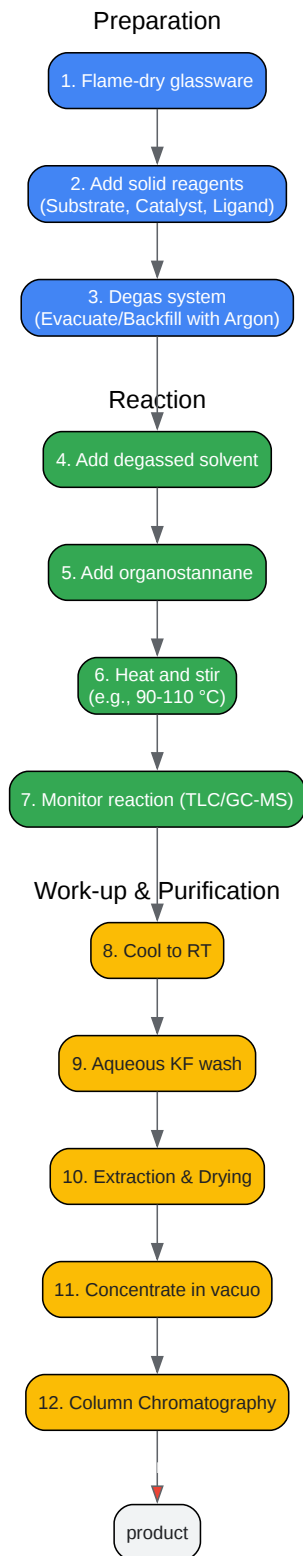 Preparation
1. Flame-dry glassware
2. Add solid reagents
(Substrate, Catalyst, Ligand)
3. Degas system
(Evacuate/Backfill with Argon)
Reaction
4. Add degassed solvent
5. Add organostannane
6. Heat and stir
(e.g., 90-110 °C)
7. Monitor reaction (TLC/GC-MS)
Work-up & Purification
8. Cool to RT
9. Aqueous KF wash
10. Extraction & Drying
11. Concentrate in vacuo
12. Column Chromatography
product